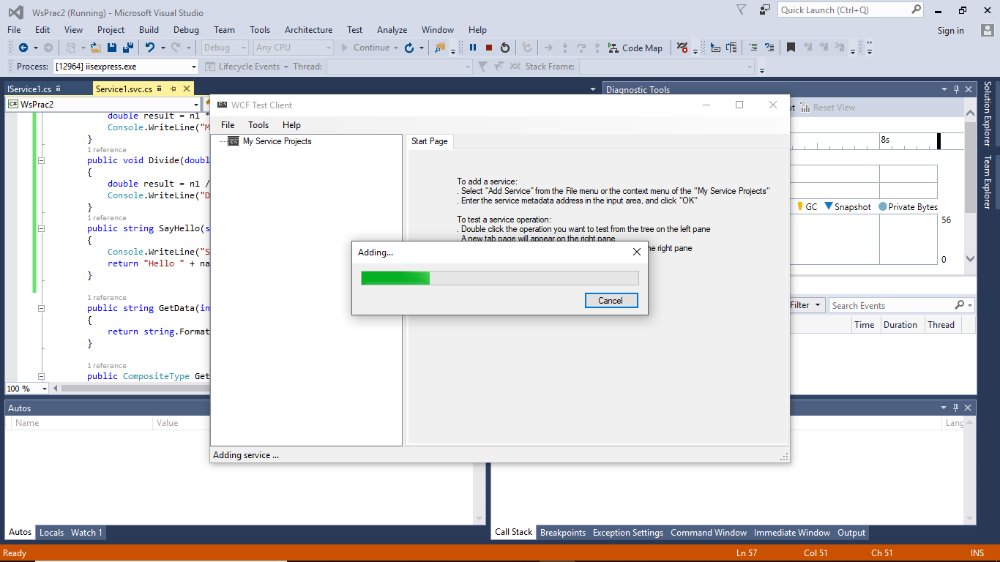 WsPrac2 (Running) - Microsoft Visual Studio
Quick Launch (Ctrl+Q)
File Edit View Project Build Debug Team Tools Architecture Test Analyze Window Help
Sign in
Debug Any CPU Continue Code Map
Process: [12964] iisexpress.exe Lifecycle Events Thread: Stack Frame:
IService1.cs Service1.svc.cs
Diagnostic Tools
Solution Explorer
Team Explorer
C# WsPrac2
Reset View
double result = n1 *
Console.WriteLine("M
}
1 reference
public void Divide(doubl
{
double result = n1 /
Console.WriteLine("D
}
1 reference
public string SayHello(s
{
Console.WriteLine("S
return "Hello " + na
}
1 reference
public string GetData(in
{
return string.Format
}
1 reference
public CompositeType Get
100 %
WCF Test Client
File Tools Help
My Service Projects
Start Page
To add a service:
. Select "Add Service" from the File menu or the context menu of the "My Service Projects"
. Enter the service metadata address in the input area, and click "OK"
To test a service operation:
. Double click the operation you want to test from the tree on the left pane
. A new tab page will appear on the right pane
he right pane
Adding...
Cancel
Adding service ...
8s
GC Snapshot Private Bytes
56
0
Filter Search Events
Time Duration Thread
Autos
Name Value
Lang
Autos Locals Watch 1
Call Stack Breakpoints Exception Settings Command Window Immediate Window Output
Ready Ln 57 Col 51 Ch 51 INS